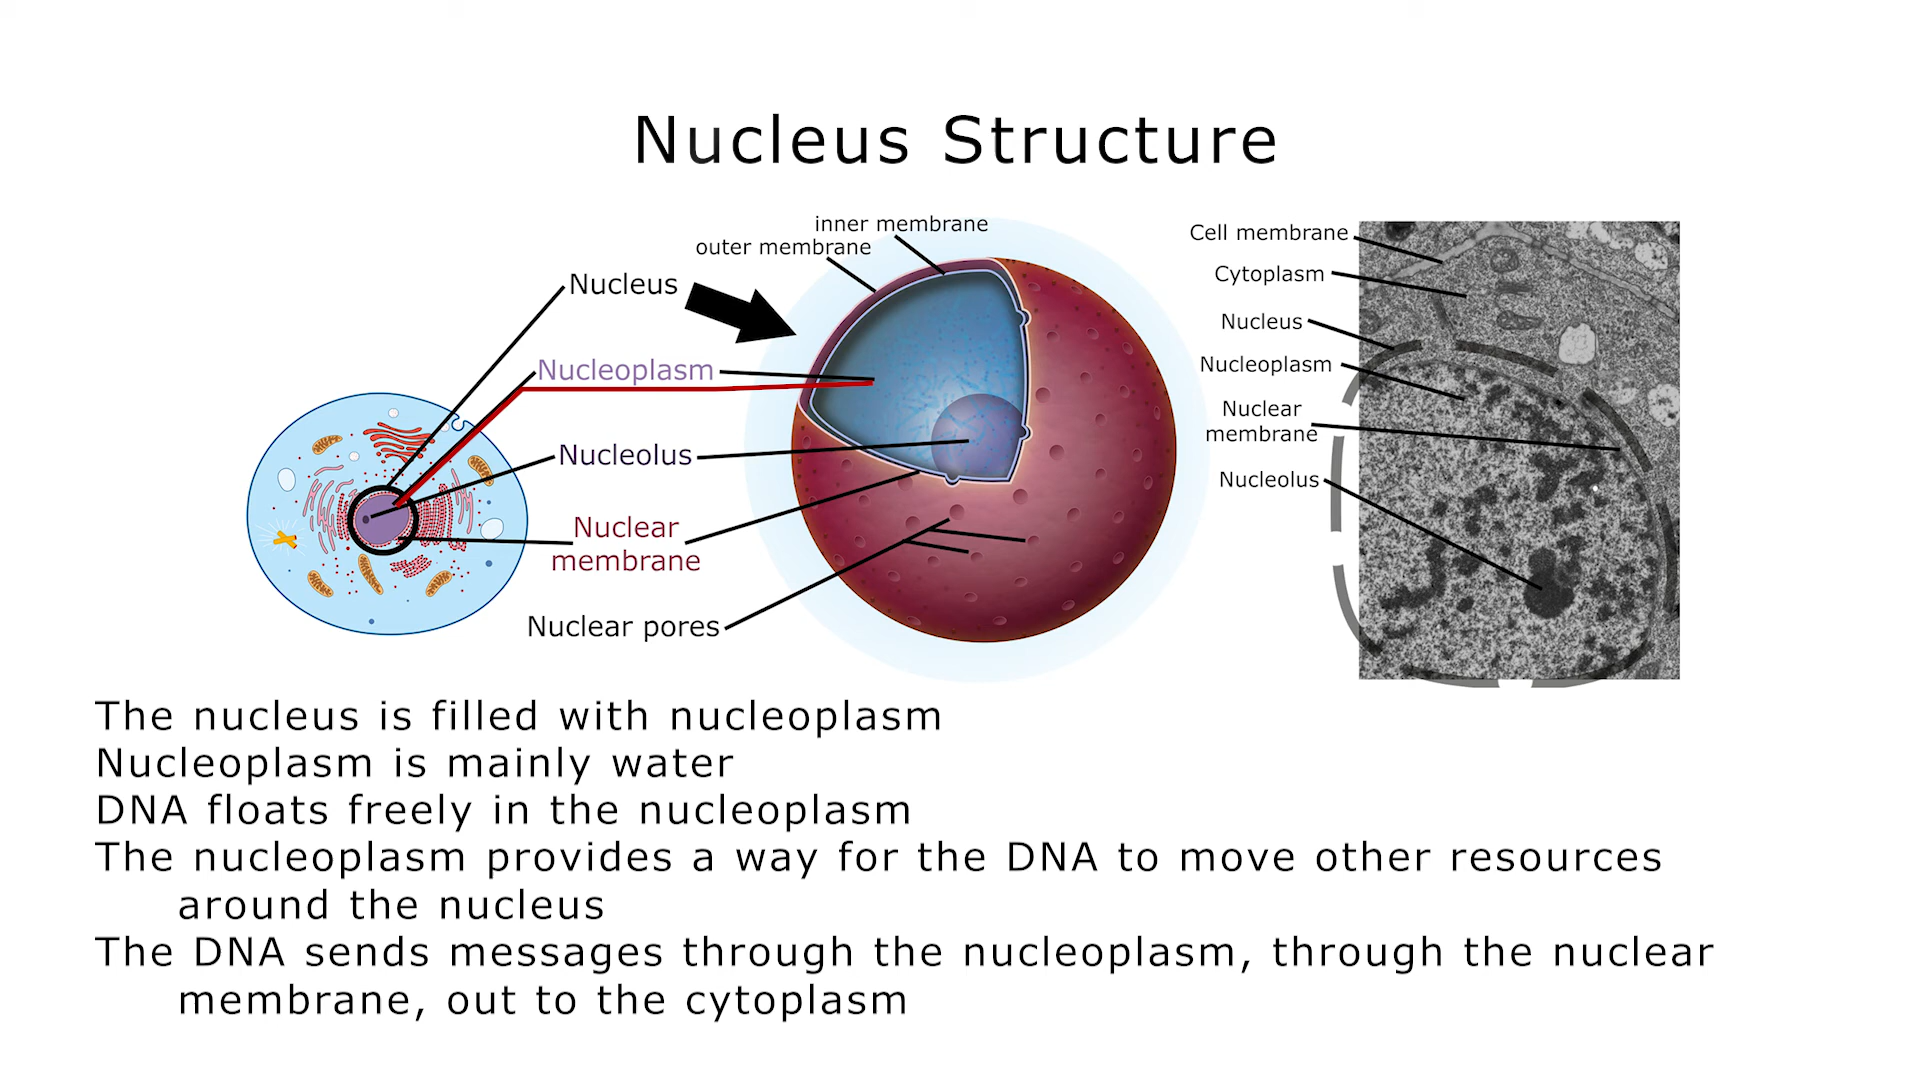 Nucleus Structure
inner membrane
outer membrane
Nucleus
Nucleoplasm
Nucleolus
Nuclear
membrane
Nuclear pores
Cell membrane
Cytoplasm
Nucleus
Nucleoplasm
Nuclear
membrane
Nucleolus
The nucleus is filled with nucleoplasm
Nucleoplasm is mainly water
DNA floats freely in the nucleoplasm
The nucleoplasm provides a way for the DNA to move other resources
around the nucleus
The DNA sends messages through the nucleoplasm, through the nuclear
membrane, out to the cytoplasm